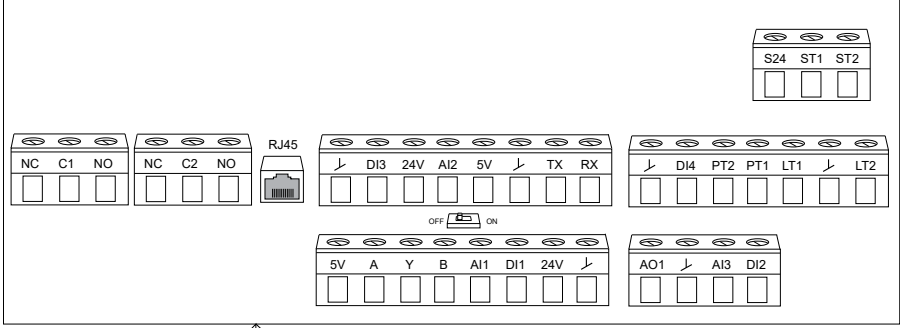 S24 ST1 ST2
RJ45
NC C1 NO NC C2 NO DI3 24V AI2 5V TX RX DI4 PT2 PT1 LT1 LT2
OFF ON
5V A Y B AI1 DI1 24V AO1 AI3 DI2